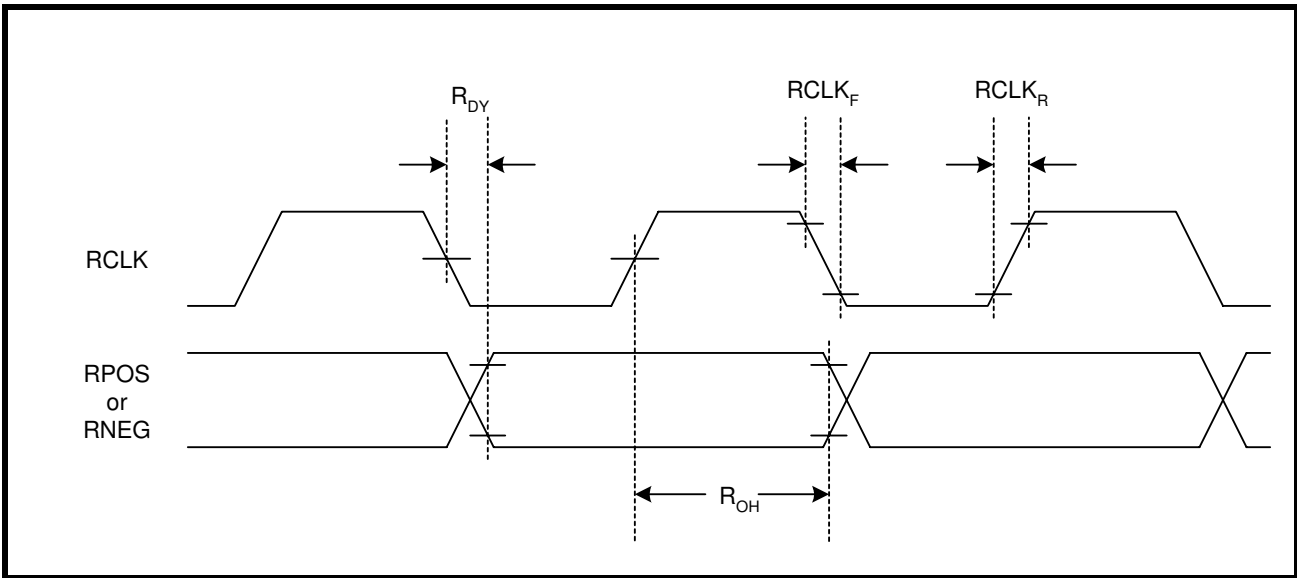 R_DY
RCLK_F
RCLK_R
RCLK
RPOS
or
RNEG
R_OH